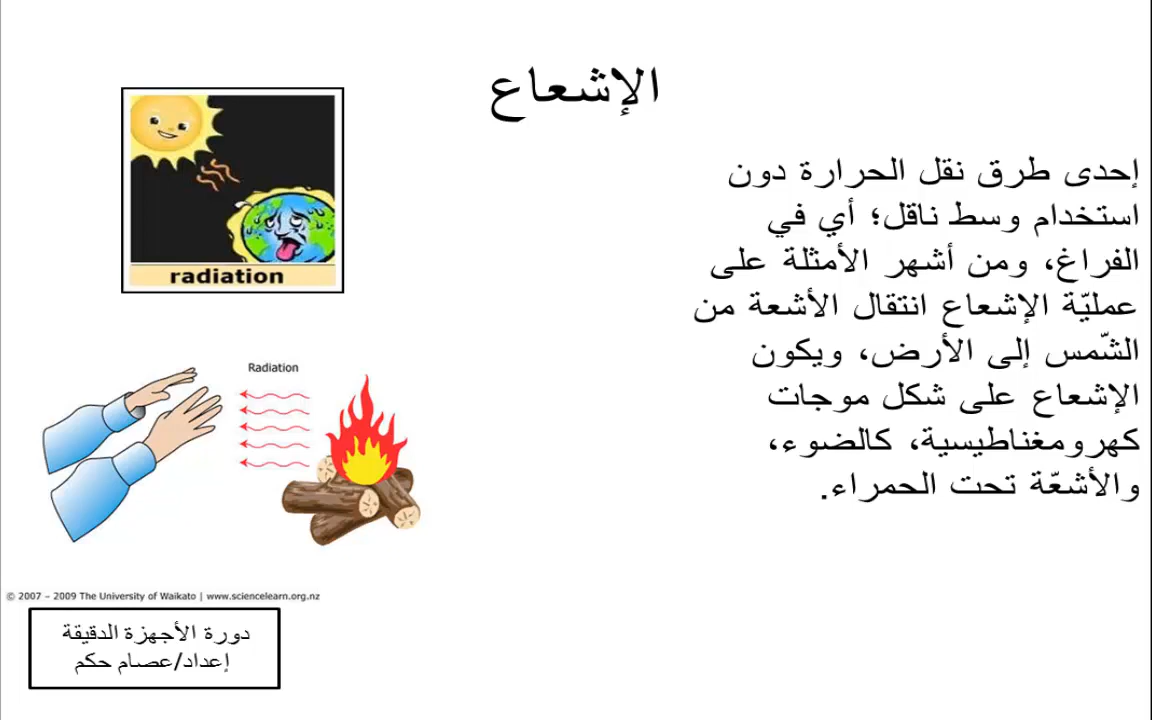 الإشعاع
إحدى طرق نقل الحرارة دون
استخدام وسط ناقل؛ أي في
الفراغ، ومن أشهر الأمثلة على
عمليّة الإشعاع انتقال الأشعة من
الشّمس إلى الأرض، ويكون
الإشعاع على شكل موجات
كهرومغناطيسية، كالضوء،
والأشعّة تحت الحمراء.
radiation
Radiation
© 2007 – 2009 The University of Waikato | www.sciencelearn.org.nz
دورة الأجهزة الدقيقة
إعداد/عصام حكم